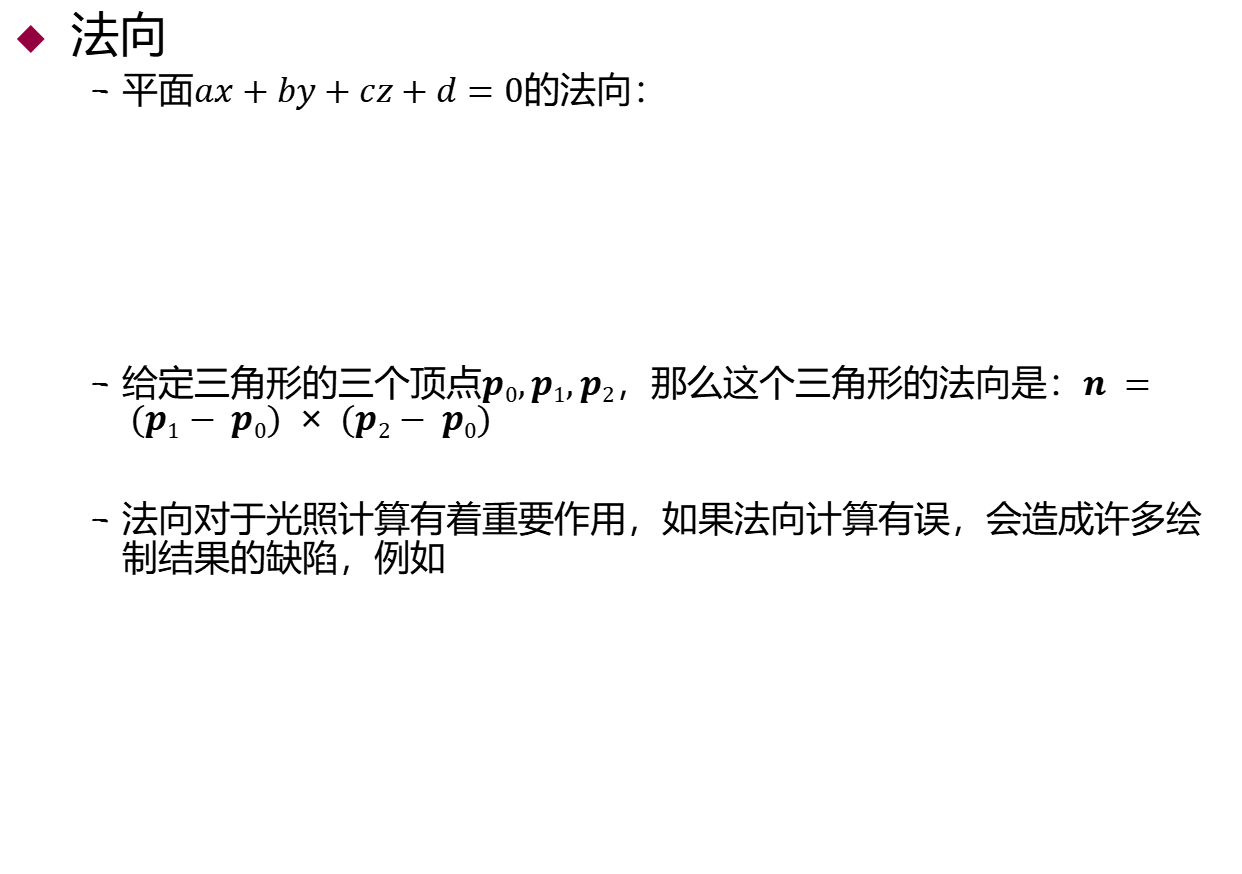 ◆ 法向
– 平面ax + by + cz + d = 0的法向：
– 给定三角形的三个顶点p₀, p₁, p₂，那么这个三角形的法向是：n =
(p₁ − p₀) × (p₂ − p₀)
– 法向对于光照计算有着重要作用，如果法向计算有误，会造成许多绘
制结果的缺陷，例如